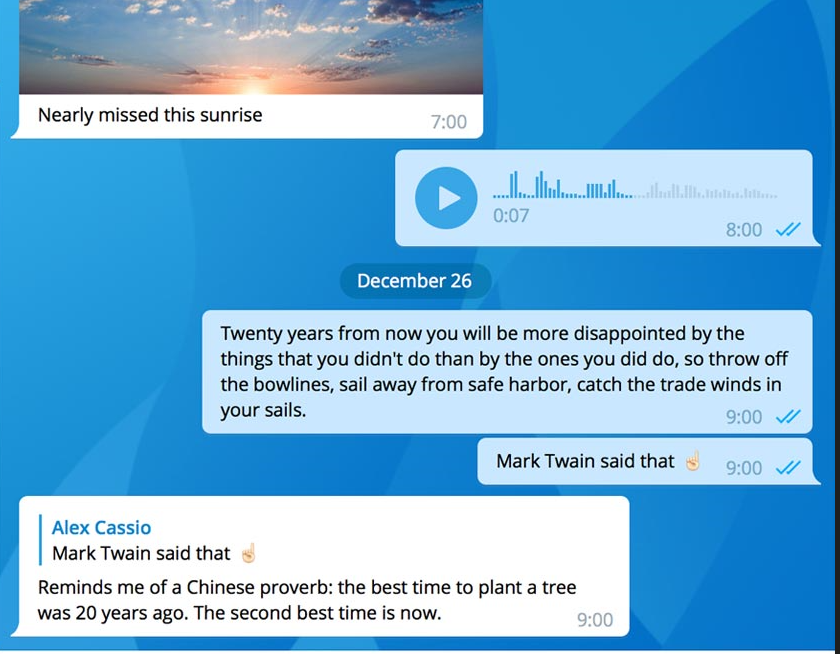 Nearly missed this sunrise
7:00
0:07
8:00
December 26
Twenty years from now you will be more disappointed by the
things that you didn't do than by the ones you did do, so throw off
the bowlines, sail away from safe harbor, catch the trade winds in
your sails.
9:00
Mark Twain said that ☝🏻 9:00
Alex Cassio
Mark Twain said that ☝🏻
Reminds me of a Chinese proverb: the best time to plant a tree
was 20 years ago. The second best time is now.
9:00